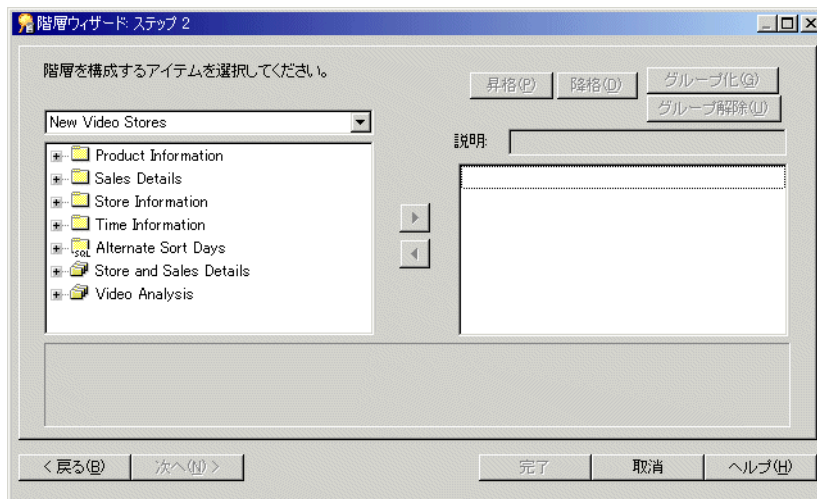 階層ウィザード: ステップ 2
階層を構成するアイテムを選択してください。
昇格(P)
降格(D)
グループ化(G)
グループ解除(U)
New Video Stores
説明:
Product Information
Sales Details
Store Information
Time Information
SQL Alternate Sort Days
Store and Sales Details
Video Analysis
< 戻る(B)
次へ(N) >
完了
取消
ヘルプ(H)